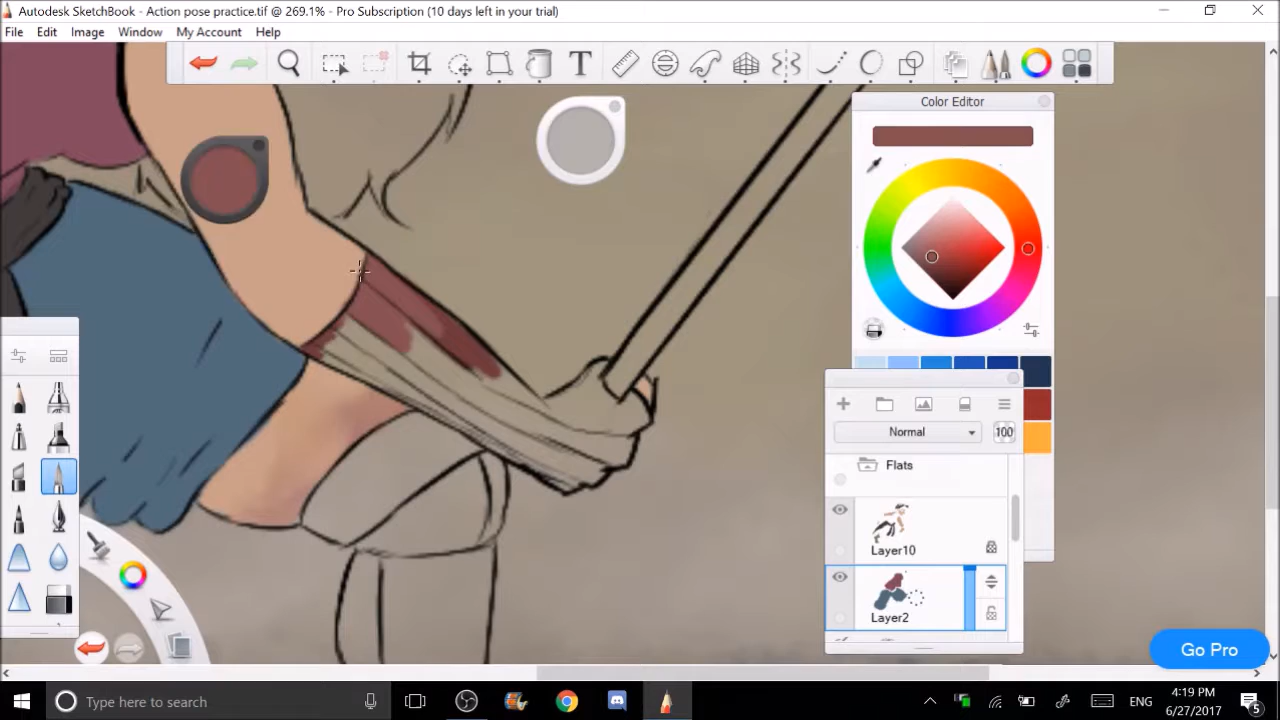 Autodesk SketchBook - Action pose practice.tif @ 269.1% - Pro Subscription (10 days left in your trial)
File Edit Image Window My Account Help
T
Color Editor
Normal 100
Flats
Layer10
Layer2
Go Pro
Type here to search
ENG
4:19 PM
6/27/2017
5